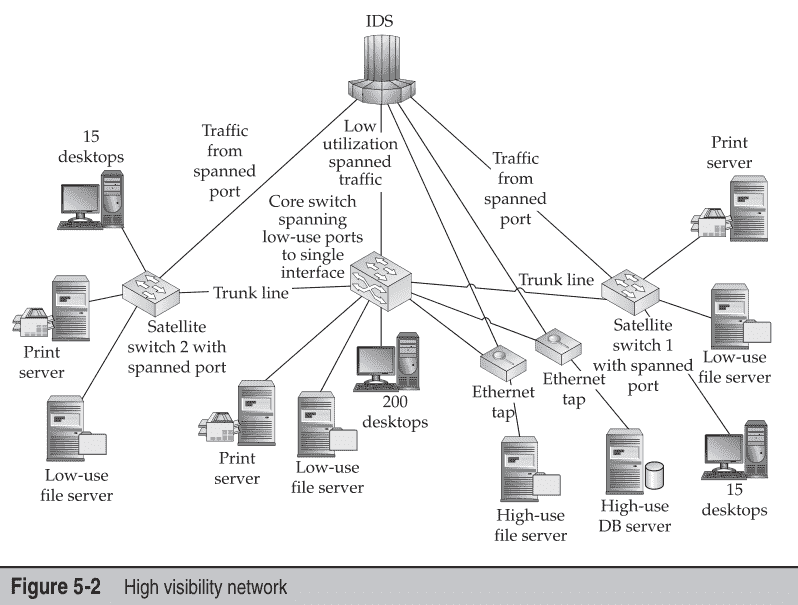 IDS
15
desktops
Traffic
from
spanned
port
Low
utilization
spanned
traffic
Traffic
from
spanned
port
Print
server
Core switch
spanning
low-use ports
to single
interface
Trunk line
Trunk line
Print
server
Satellite
switch 2 with
spanned port
Satellite
switch 1
with spanned
port
Low-use
file server
200
desktops
Ethernet
tap
Ethernet
tap
Low-use
file server
Print
server
Low-use
file server
High-use
file server
High-use
DB server
15
desktops
Figure 5-2 High visibility network